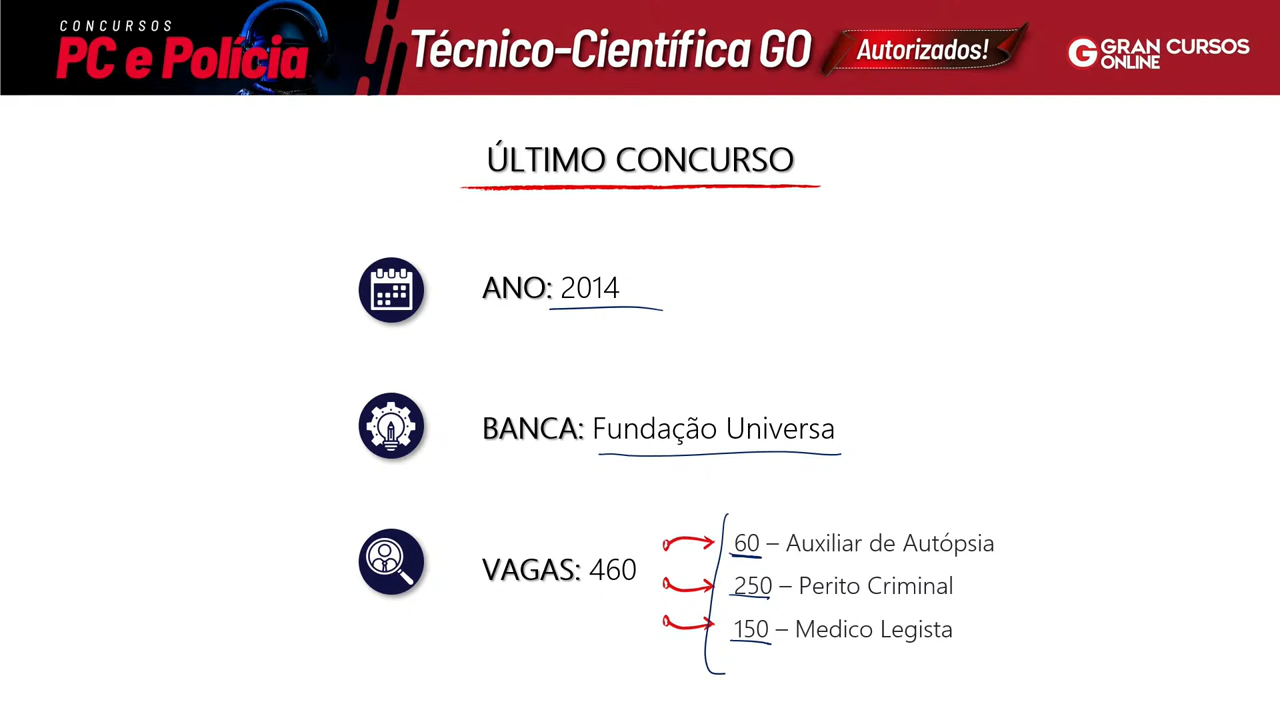 CONCURSOS
PC e Polícia Técnico-Científica GO
Autorizados!
GRAN CURSOS
ONLINE
ÚLTIMO CONCURSO
ANO: 2014
BANCA: Fundação Universa
VAGAS: 460
60 – Auxiliar de Autópsia
250 – Perito Criminal
150 – Medico Legista